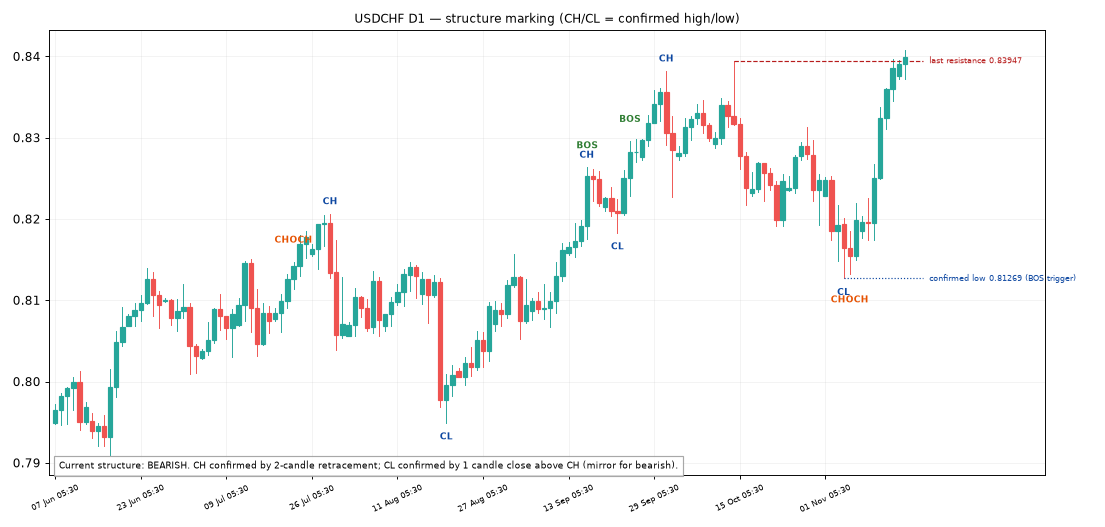 USDCHF D1 — structure marking (CH/CL = confirmed high/low)
0.84
0.83
0.82
0.81
0.80
0.79
CH
last resistance 0.83947
BOS
BOS
CH
CH
CHOCH
CL
confirmed low 0.81269 (BOS trigger)
CL
CHOCH
CL
Current structure: BEARISH. CH confirmed by 2-candle retracement; CL confirmed by 1 candle close above CH (mirror for bearish).
07 Jun 05:30
23 Jun 05:30
09 Jul 05:30
26 Jul 05:30
11 Aug 05:30
27 Aug 05:30
13 Sep 05:30
29 Sep 05:30
15 Oct 05:30
01 Nov 05:30